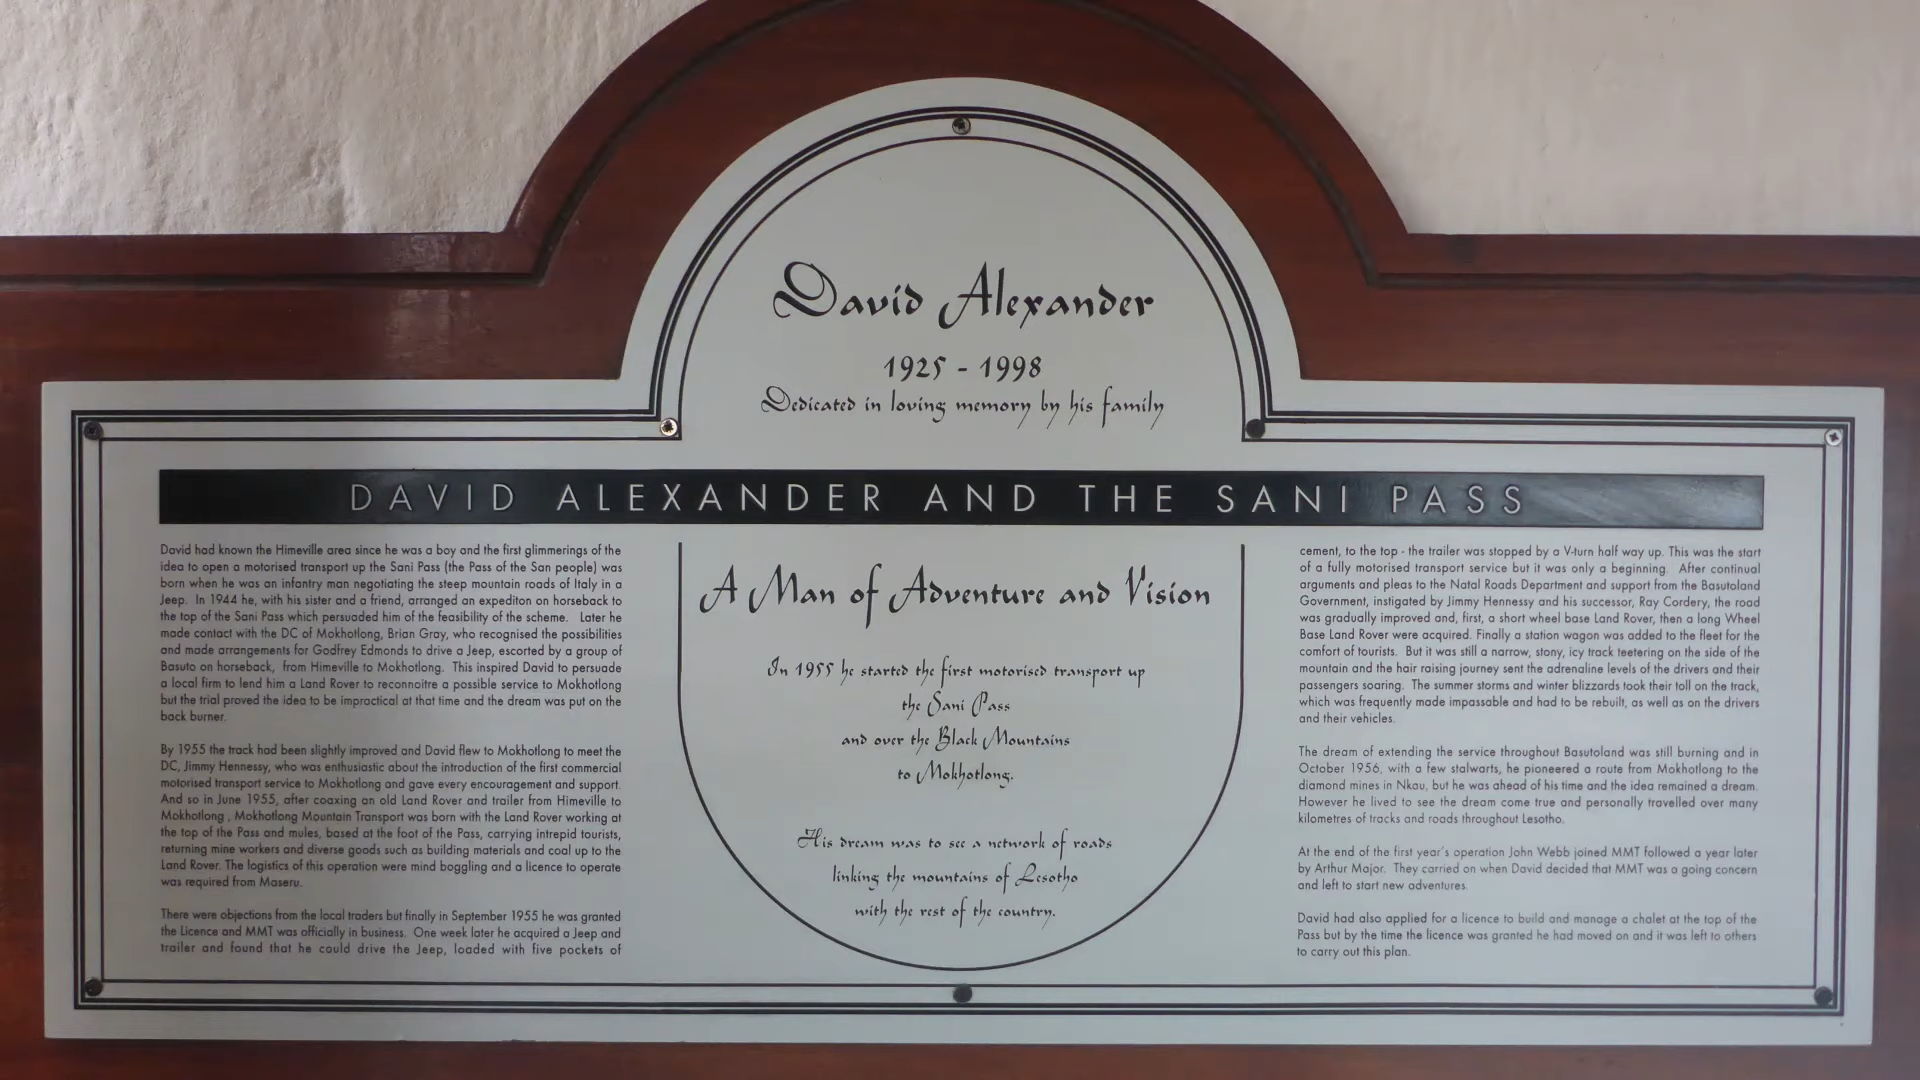 David Alexander
1925 - 1998
Dedicated in loving memory by his family
DAVID ALEXANDER AND THE SANI PASS
David had known the Himeville area since he was a boy and the first glimmerings of the
idea to open a motorised transport up the Sani Pass (the Pass of the San people) was
born when he was an infantry man negotiating the steep mountain roads of Italy in a
Jeep. In 1944 he, with his sister and a friend, arranged an expediton on horseback to
the top of the Sani Pass which persuaded him of the feasibility of the scheme. Later he
made contact with the DC of Mokhotlong, Brian Gray, who recognised the possibilities
and made arrangements for Godfrey Edmonds to drive a Jeep, escorted by a group of
Basuto on horseback, from Himeville to Mokhotlong. This inspired David to persuade
a local firm to lend him a Land Rover to reconnoitre a possible service to Mokhotlong
but the trial proved the idea to be impractical at that time and the dream was put on the
back burner.
By 1955 the track had been slightly improved and David flew to Mokhotlong to meet the
DC, Jimmy Hennessy, who was enthusiastic about the introduction of the first commercial
motorised transport service to Mokhotlong and gave every encouragement and support.
And so in June 1955, after coaxing an old Land Rover and trailer from Himeville to
Mokhotlong , Mokhotlong Mountain Transport was born with the Land Rover working at
the top of the Pass and mules, based at the foot of the Pass, carrying intrepid tourists,
returning mine workers and diverse goods such as building materials and coal up to the
Land Rover. The logistics of this operation were mind boggling and a licence to operate
was required from Maseru.
There were objections from the local traders but finally in September 1955 he was granted
the Licence and MMT was officially in business. One week later he acquired a Jeep and
trailer and found that he could drive the Jeep, loaded with five pockets of
A Man of Adventure and Vision
In 1955 he started the first motorised transport up
the Sani Pass
and over the Black Mountains
to Mokhotlong.
His dream was to see a network of roads
linking the mountains of Lesotho
with the rest of the country.
cement, to the top - the trailer was stopped by a V-turn half way up. This was the start
of a fully motorised transport service but it was only a beginning. After continual
arguments and pleas to the Natal Roads Department and support from the Basutoland
Government, instigated by Jimmy Hennessy and his successor, Ray Cordery, the road
was gradually improved and, first, a short wheel base Land Rover, then a long Wheel
Base Land Rover were acquired. Finally a station wagon was added to the fleet for the
comfort of tourists. But it was still a narrow, stony, icy track teetering on the side of the
mountain and the hair raising journey sent the adrenaline levels of the drivers and their
passengers soaring. The summer storms and winter blizzards took their toll on the track,
which was frequently made impassable and had to be rebuilt, as well as on the drivers
and their vehicles.
The dream of extending the service throughout Basutoland was still burning and in
October 1956, with a few stalwarts, he pioneered a route from Mokhotlong to the
diamond mines in Nkau, but he was ahead of his time and the idea remained a dream.
However he lived to see the dream come true and personally travelled over many
kilometres of tracks and roads throughout Lesotho.
At the end of the first year's operation John Webb joined MMT followed a year later
by Arthur Major. They carried on when David decided that MMT was a going concern
and left to start new adventures.
David had also applied for a licence to build and manage a chalet at the top of the
Pass but by the time the licence was granted he had moved on and it was left to others
to carry out this plan.